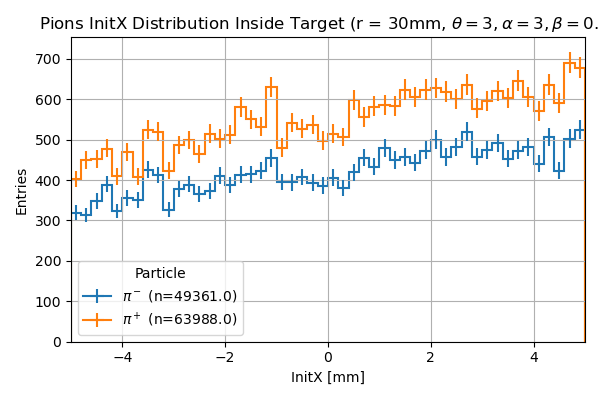 Pions InitX Distribution Inside Target (r = 30mm, θ = 3, α = 3, β = 0.
700
600
500
400
300
200
100
0
Entries
Particle
π⁻ (n=49361.0)
π⁺ (n=63988.0)
−4 −2 0 2 4
InitX [mm]